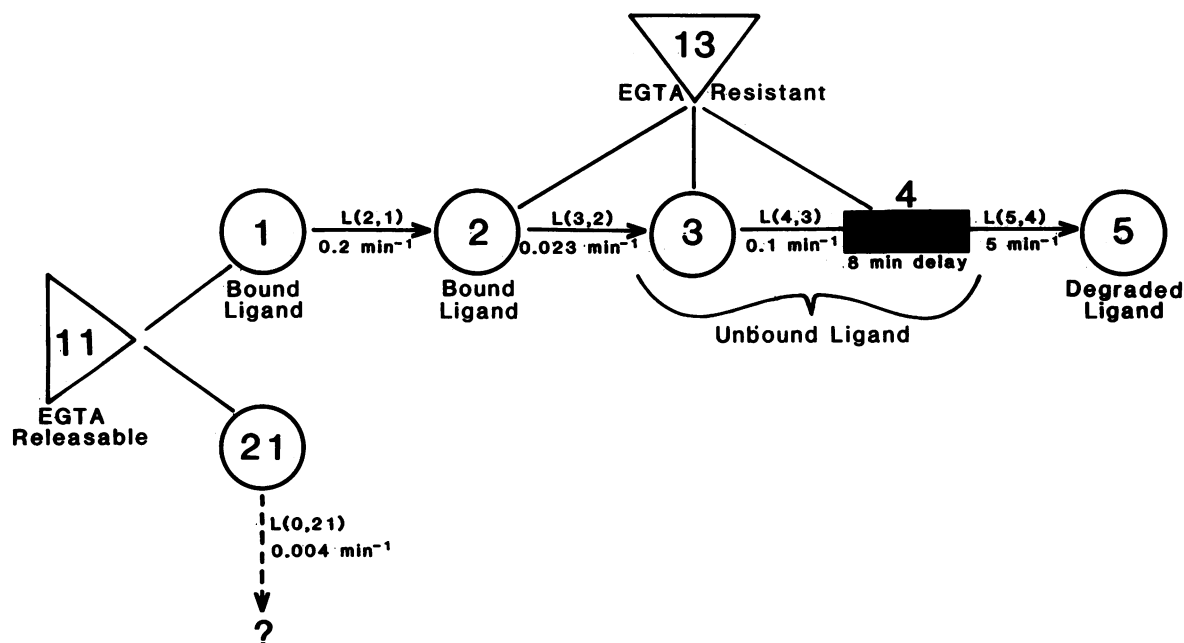 13
EGTA Resistant
4
1
L(2,1)
0.2 min⁻¹
2
L(3,2)
0.023 min⁻¹
3
L(4,3)
0.1 min⁻¹
8 min delay
L(5,4)
5 min⁻¹
5
Bound
Ligand
Bound
Ligand
Unbound Ligand
Degraded
Ligand
11
EGTA
Releasable
21
L(0,21)
0.004 min⁻¹
?